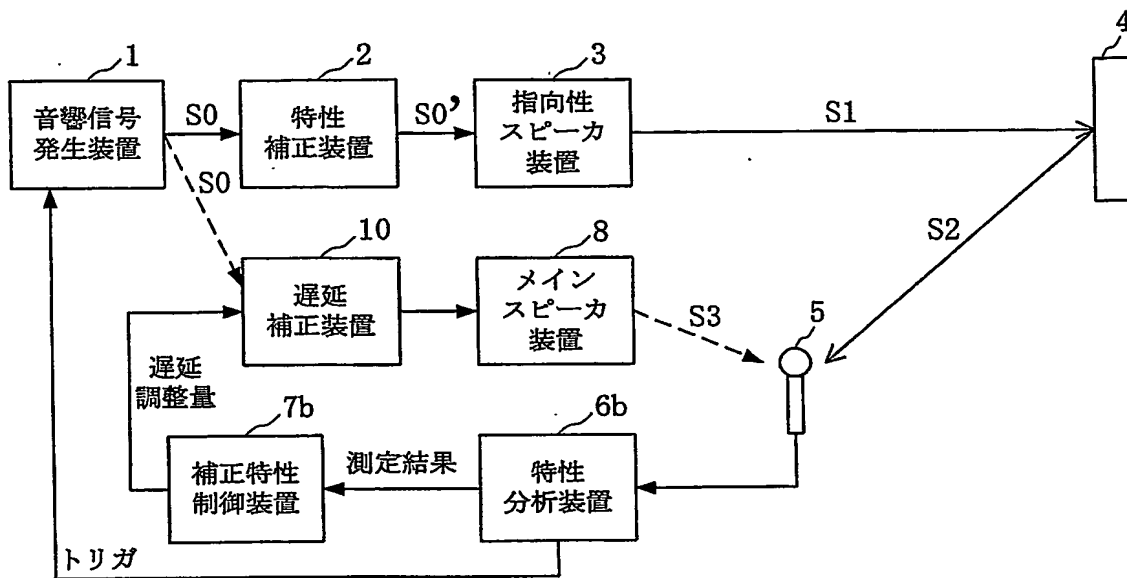 1
音響信号
発生装置
S0
2
特性
補正装置
S0’
3
指向性
スピーカ
装置
S1
4
S0
10
遅延
補正装置
8
メイン
スピーカ
装置
S3
S2
5
遅延
調整量
7b
補正特性
制御装置
測定結果
6b
特性
分析装置
トリガ